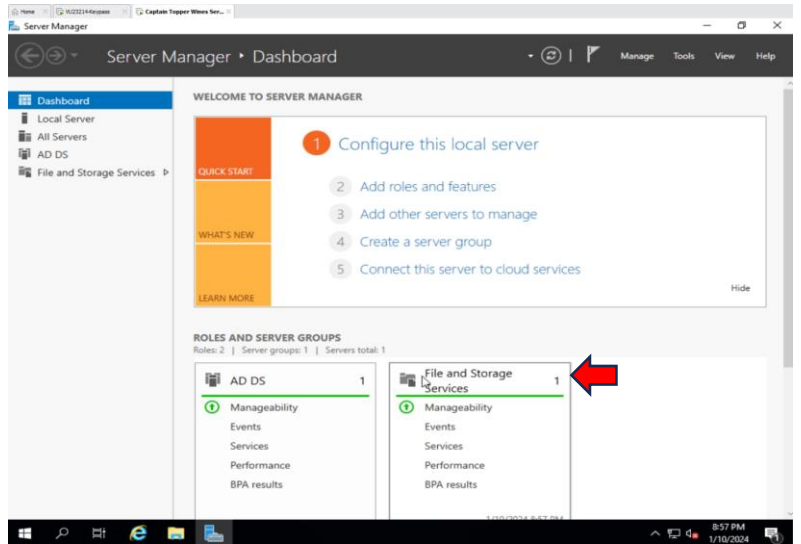 Home
VU23214-Keypass
Captain Topper Wines Ser...
Server Manager
Server Manager • Dashboard
Manage Tools View Help
Dashboard
Local Server
All Servers
AD DS
File and Storage Services
WELCOME TO SERVER MANAGER
QUICK START
WHAT'S NEW
LEARN MORE
1 Configure this local server
2 Add roles and features
3 Add other servers to manage
4 Create a server group
5 Connect this server to cloud services
Hide
ROLES AND SERVER GROUPS
Roles: 2 | Server groups: 1 | Servers total: 1
AD DS 1
Manageability
Events
Services
Performance
BPA results
File and Storage
Services 1
Manageability
Events
Services
Performance
BPA results
1/10/2024 8:57 PM
8:57 PM
1/10/2024